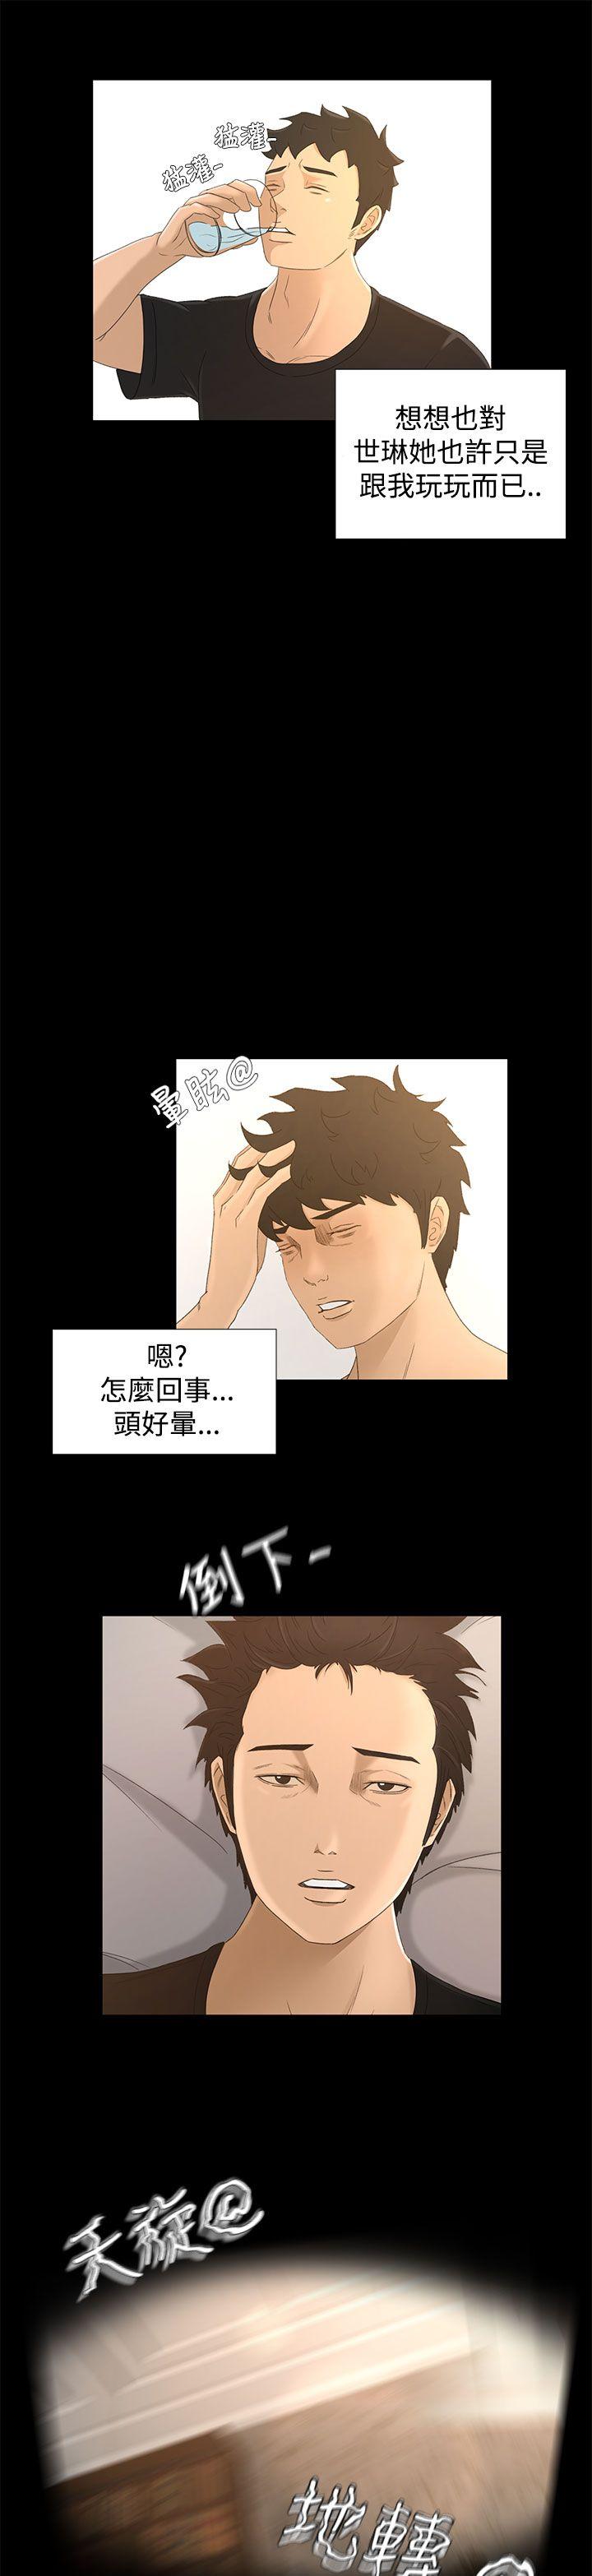 猛灌-
猛灌-
想想也對
世琳她也許只是
跟我玩玩而已..
暈眩@
嗯?
怎麼回事...
頭好暈...
倒下-
天旋@
地轉@